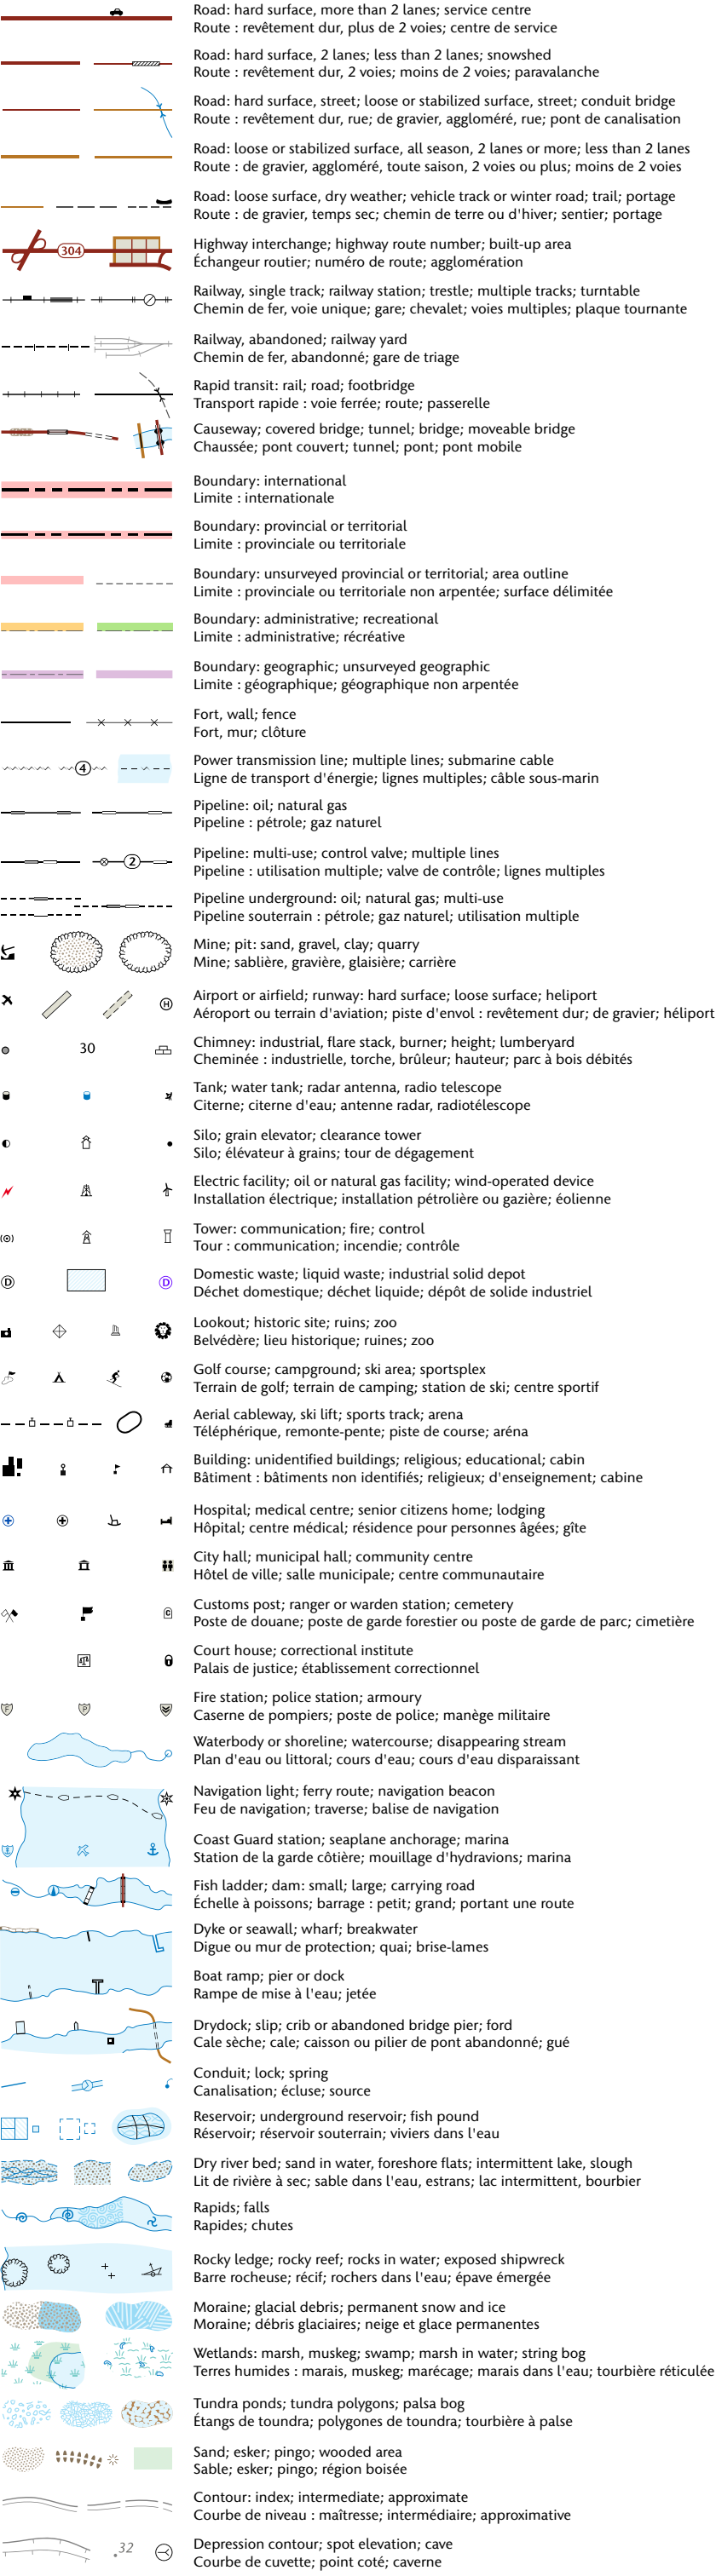 Road: hard surface, more than 2 lanes; service centre
Route : revêtement dur, plus de 2 voies; centre de service
Road: hard surface, 2 lanes; less than 2 lanes; snowshed
Route : revêtement dur, 2 voies; moins de 2 voies; paravalanche
Road: hard surface, street; loose or stabilized surface, street; conduit bridge
Route : revêtement dur, rue; de gravier, aggloméré, rue; pont de canalisation
Road: loose or stabilized surface, all season, 2 lanes or more; less than 2 lanes
Route : de gravier, aggloméré, toute saison, 2 voies ou plus; moins de 2 voies
Road: loose surface, dry weather; vehicle track or winter road; trail; portage
Route : de gravier, temps sec; chemin de terre ou d'hiver; sentier; portage
304
Highway interchange; highway route number; built-up area
Échangeur routier; numéro de route; agglomération
Railway, single track; railway station; trestle; multiple tracks; turntable
Chemin de fer, voie unique; gare; chevalet; voies multiples; plaque tournante
Railway, abandoned; railway yard
Chemin de fer, abandonné; gare de triage
Rapid transit: rail; road; footbridge
Transport rapide : voie ferrée; route; passerelle
Causeway; covered bridge; tunnel; bridge; moveable bridge
Chaussée; pont couvert; tunnel; pont; pont mobile
Boundary: international
Limite : internationale
Boundary: provincial or territorial
Limite : provinciale ou territoriale
Boundary: unsurveyed provincial or territorial; area outline
Limite : provinciale ou territoriale non arpentée; surface délimitée
Boundary: administrative; recreational
Limite : administrative; récréative
Boundary: geographic; unsurveyed geographic
Limite : géographique; géographique non arpentée
Fort, wall; fence
Fort, mur; clôture
4
Power transmission line; multiple lines; submarine cable
Ligne de transport d'énergie; lignes multiples; câble sous-marin
Pipeline: oil; natural gas
Pipeline : pétrole; gaz naturel
2
Pipeline: multi-use; control valve; multiple lines
Pipeline : utilisation multiple; valve de contrôle; lignes multiples
Pipeline underground: oil; natural gas; multi-use
Pipeline souterrain : pétrole; gaz naturel; utilisation multiple
Mine; pit: sand, gravel, clay; quarry
Mine; sablière, gravière, glaisière; carrière
H
Airport or airfield; runway: hard surface; loose surface; heliport
Aéroport ou terrain d'aviation; piste d'envol : revêtement dur; de gravier; héliport
30
Chimney: industrial, flare stack, burner; height; lumberyard
Cheminée : industrielle, torche, brûleur; hauteur; parc à bois débités
Tank; water tank; radar antenna, radio telescope
Citerne; citerne d'eau; antenne radar, radiotélescope
Silo; grain elevator; clearance tower
Silo; élévateur à grains; tour de dégagement
Electric facility; oil or natural gas facility; wind-operated device
Installation électrique; installation pétrolière ou gazière; éolienne
Tower: communication; fire; control
Tour : communication; incendie; contrôle
D D
Domestic waste; liquid waste; industrial solid depot
Déchet domestique; déchet liquide; dépôt de solide industriel
Lookout; historic site; ruins; zoo
Belvédère; lieu historique; ruines; zoo
Golf course; campground; ski area; sportsplex
Terrain de golf; terrain de camping; station de ski; centre sportif
Aerial cableway, ski lift; sports track; arena
Téléphérique, remonte-pente; piste de course; aréna
Building: unidentified buildings; religious; educational; cabin
Bâtiment : bâtiments non identifiés; religieux; d'enseignement; cabine
Hospital; medical centre; senior citizens home; lodging
Hôpital; centre médical; résidence pour personnes âgées; gîte
City hall; municipal hall; community centre
Hôtel de ville; salle municipale; centre communautaire
C
Customs post; ranger or warden station; cemetery
Poste de douane; poste de garde forestier ou poste de garde de parc; cimetière
Court house; correctional institute
Palais de justice; établissement correctionnel
F P
Fire station; police station; armoury
Caserne de pompiers; poste de police; manège militaire
Waterbody or shoreline; watercourse; disappearing stream
Plan d'eau ou littoral; cours d'eau; cours d'eau disparaissant
Navigation light; ferry route; navigation beacon
Feu de navigation; traverse; balise de navigation
Coast Guard station; seaplane anchorage; marina
Station de la garde côtière; mouillage d'hydravions; marina
Fish ladder; dam: small; large; carrying road
Échelle à poissons; barrage : petit; grand; portant une route
Dyke or seawall; wharf; breakwater
Digue ou mur de protection; quai; brise-lames
Boat ramp; pier or dock
Rampe de mise à l'eau; jetée
Drydock; slip; crib or abandoned bridge pier; ford
Cale sèche; cale; caisson ou pilier de pont abandonné; gué
Conduit; lock; spring
Canalisation; écluse; source
Reservoir; underground reservoir; fish pound
Réservoir; réservoir souterrain; viviers dans l'eau
Dry river bed; sand in water, foreshore flats; intermittent lake, slough
Lit de rivière à sec; sable dans l'eau, estrans; lac intermittent, bourbier
Rapids; falls
Rapides; chutes
Rocky ledge; rocky reef; rocks in water; exposed shipwreck
Barre rocheuse; récif; rochers dans l'eau; épave émergée
Moraine; glacial debris; permanent snow and ice
Moraine; débris glaciaires; neige et glace permanentes
Wetlands: marsh, muskeg; swamp; marsh in water; string bog
Terres humides : marais, muskeg; marécage; marais dans l'eau; tourbière réticulée
Tundra ponds; tundra polygons; palsa bog
Étangs de toundra; polygones de toundra; tourbière à palse
Sand; esker; pingo; wooded area
Sable; esker; pingo; région boisée
Contour: index; intermediate; approximate
Courbe de niveau : maîtresse; intermédiaire; approximative
.32
Depression contour; spot elevation; cave
Courbe de cuvette; point coté; caverne